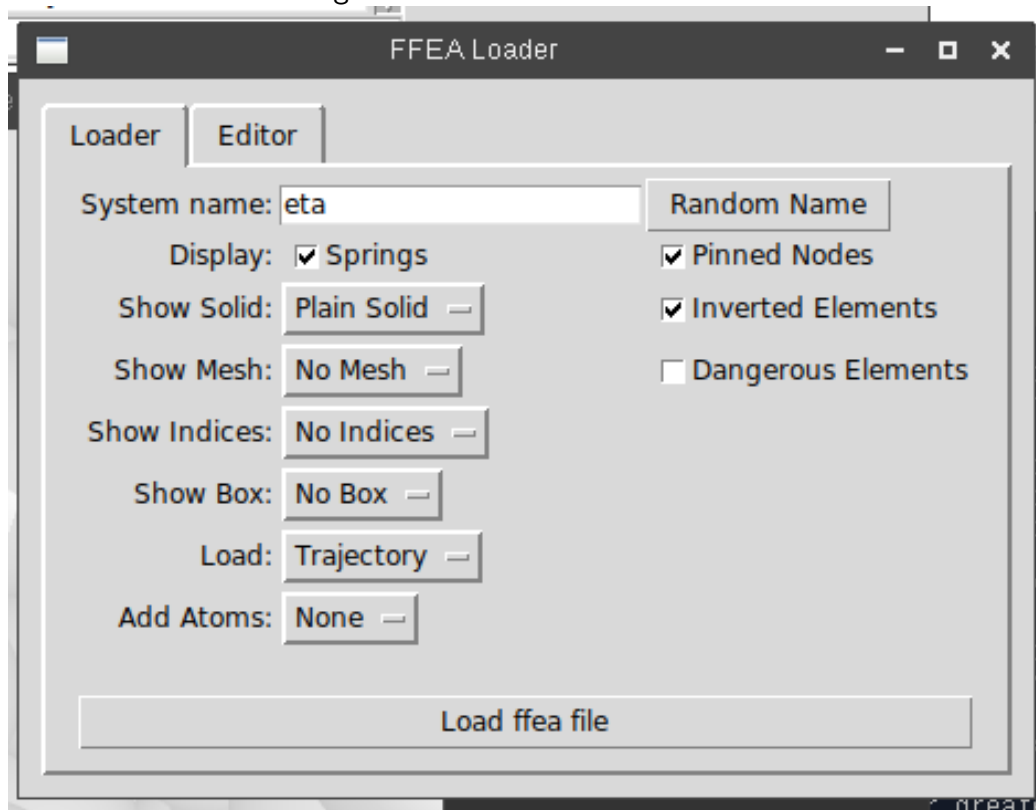 FFEA Loader
Loader Editor
System name: eta Random Name
Display: Springs Pinned Nodes
Show Solid: Plain Solid Inverted Elements
Show Mesh: No Mesh Dangerous Elements
Show Indices: No Indices
Show Box: No Box
Load: Trajectory
Add Atoms: None
Load ffea file